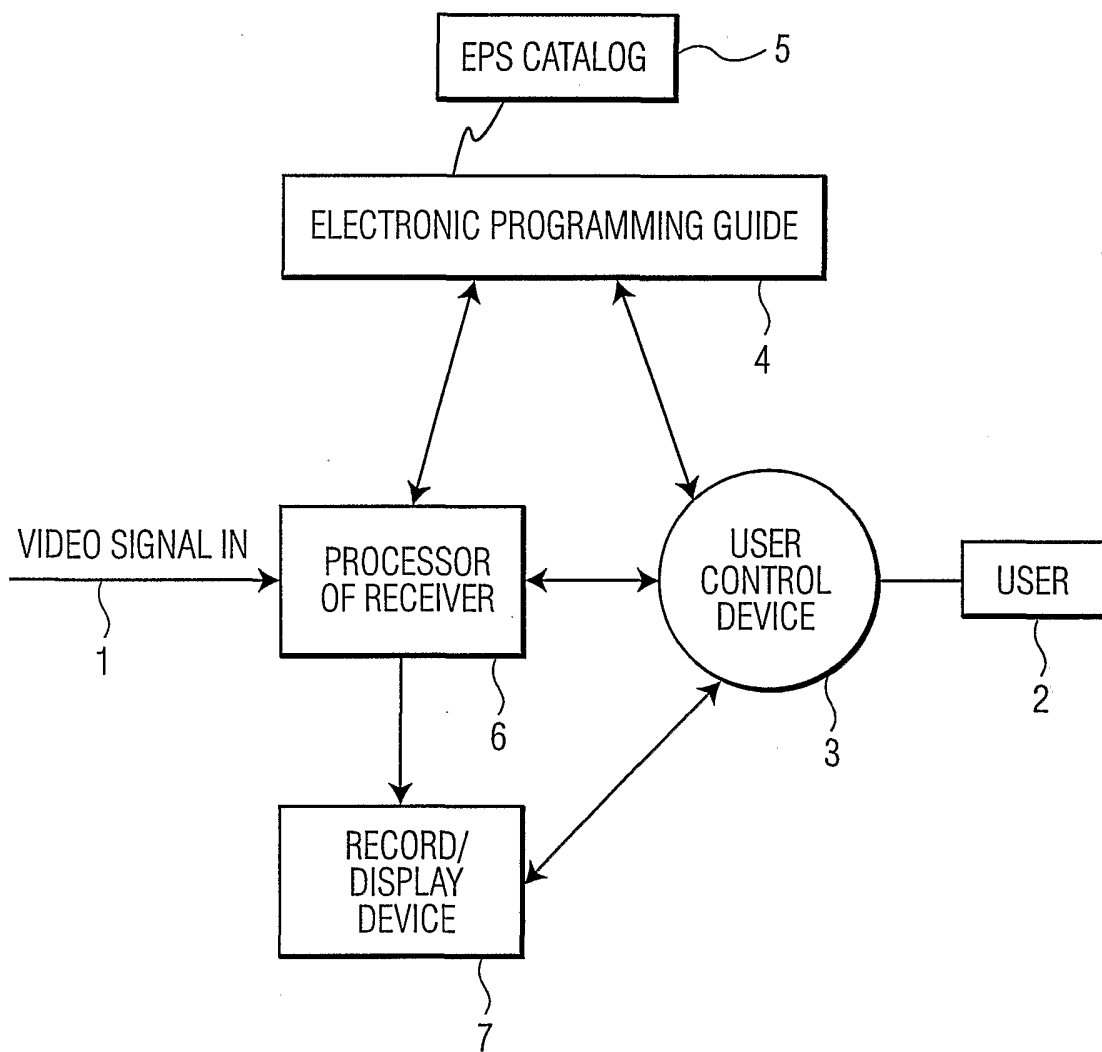 EPS CATALOG
5
ELECTRONIC PROGRAMMING GUIDE
4
VIDEO SIGNAL IN
1
PROCESSOR
OF RECEIVER
6
USER
CONTROL
DEVICE
3
USER
2
RECORD/
DISPLAY
DEVICE
7